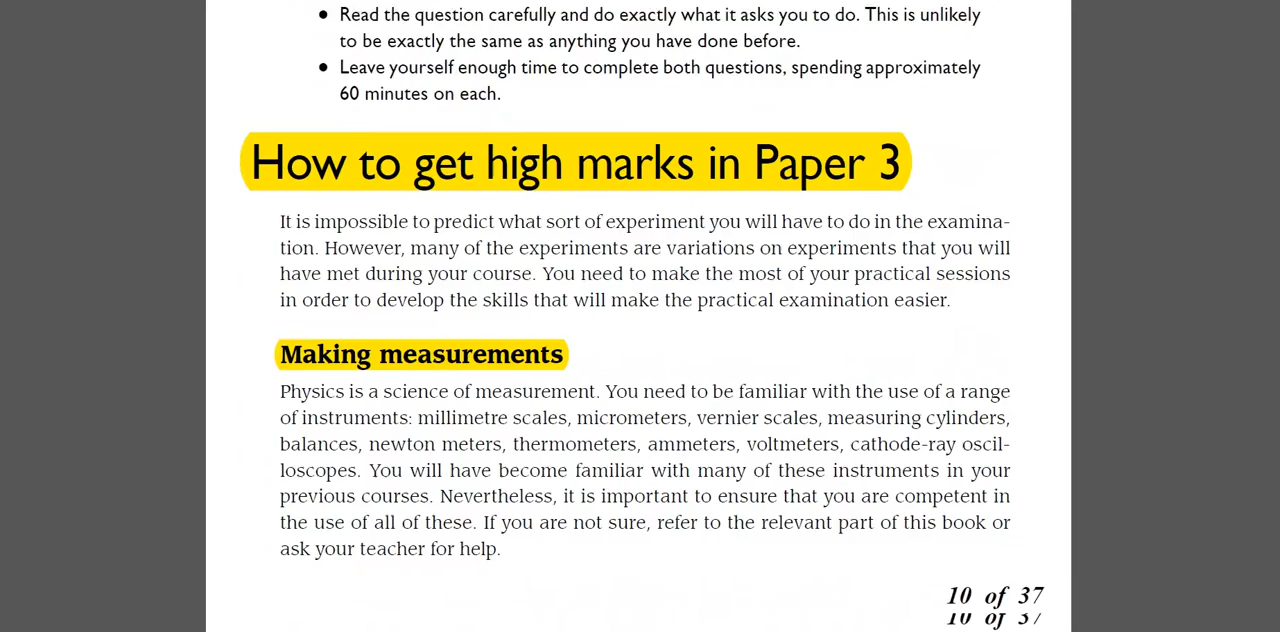 • Read the question carefully and do exactly what it asks you to do. This is unlikely
to be exactly the same as anything you have done before.
• Leave yourself enough time to complete both questions, spending approximately
60 minutes on each.
How to get high marks in Paper 3
It is impossible to predict what sort of experiment you will have to do in the examina-
tion. However, many of the experiments are variations on experiments that you will
have met during your course. You need to make the most of your practical sessions
in order to develop the skills that will make the practical examination easier.
Making measurements
Physics is a science of measurement. You need to be familiar with the use of a range
of instruments: millimetre scales, micrometers, vernier scales, measuring cylinders,
balances, newton meters, thermometers, ammeters, voltmeters, cathode-ray oscil-
loscopes. You will have become familiar with many of these instruments in your
previous courses. Nevertheless, it is important to ensure that you are competent in
the use of all of these. If you are not sure, refer to the relevant part of this book or
ask your teacher for help.
10 of 37
10 of 37